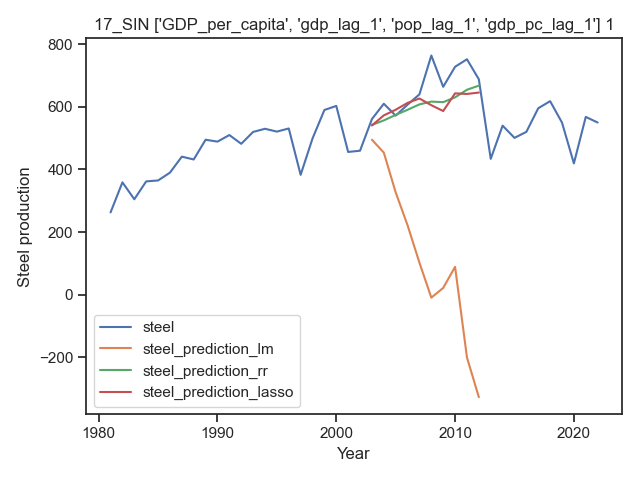 17_SIN ['GDP_per_capita', 'gdp_lag_1', 'pop_lag_1', 'gdp_pc_lag_1'] 1
800
600
400
200
0
−200
Steel production
steel
steel_prediction_lm
steel_prediction_rr
steel_prediction_lasso
1980
1990
2000
2010
2020
Year